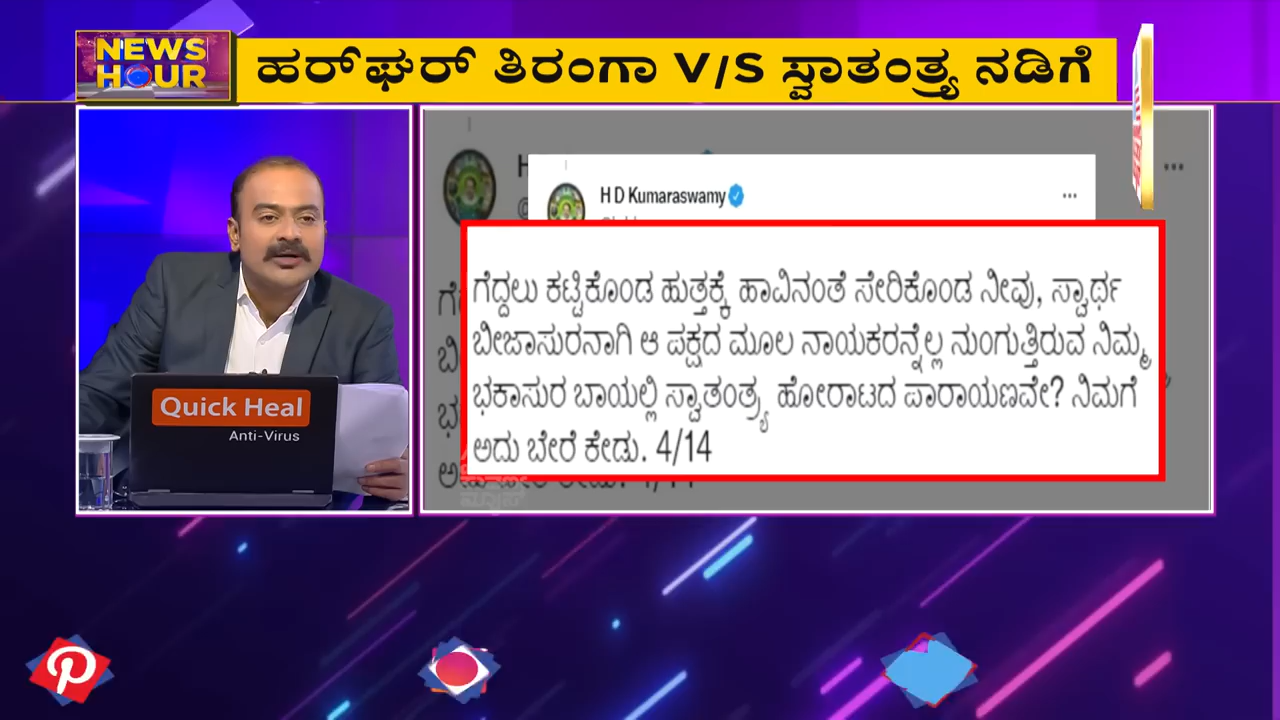 NEWS
HOUR
ಹರ್‌ಘರ್ ತಿರಂಗಾ V/S ಸ್ವಾತಂತ್ರ್ಯ ನಡಿಗೆ
H D Kumaraswamy
ಗೆದ್ದಲು ಕಟ್ಟಿಕೊಂಡ ಹುತ್ತಕ್ಕೆ ಹಾವಿನಂತೆ ಸೇರಿಕೊಂಡ ನೀವು, ಸ್ವಾರ್ಥ
ಬೀಜಾಸುರನಾಗಿ ಆ ಪಕ್ಷದ ಮೂಲ ನಾಯಕರನ್ನೆಲ್ಲ ನುಂಗುತ್ತಿರುವ ನಿಮ್ಮ
ಭಕಾಸುರ ಬಾಯಲ್ಲಿ ಸ್ವಾತಂತ್ರ್ಯ ಹೋರಾಟದ ಪಾರಾಯಣವೇ? ನಿಮಗೆ
ಅದು ಬೇರೆ ಕೇಡು. 4/14
Quick Heal
Anti-Virus